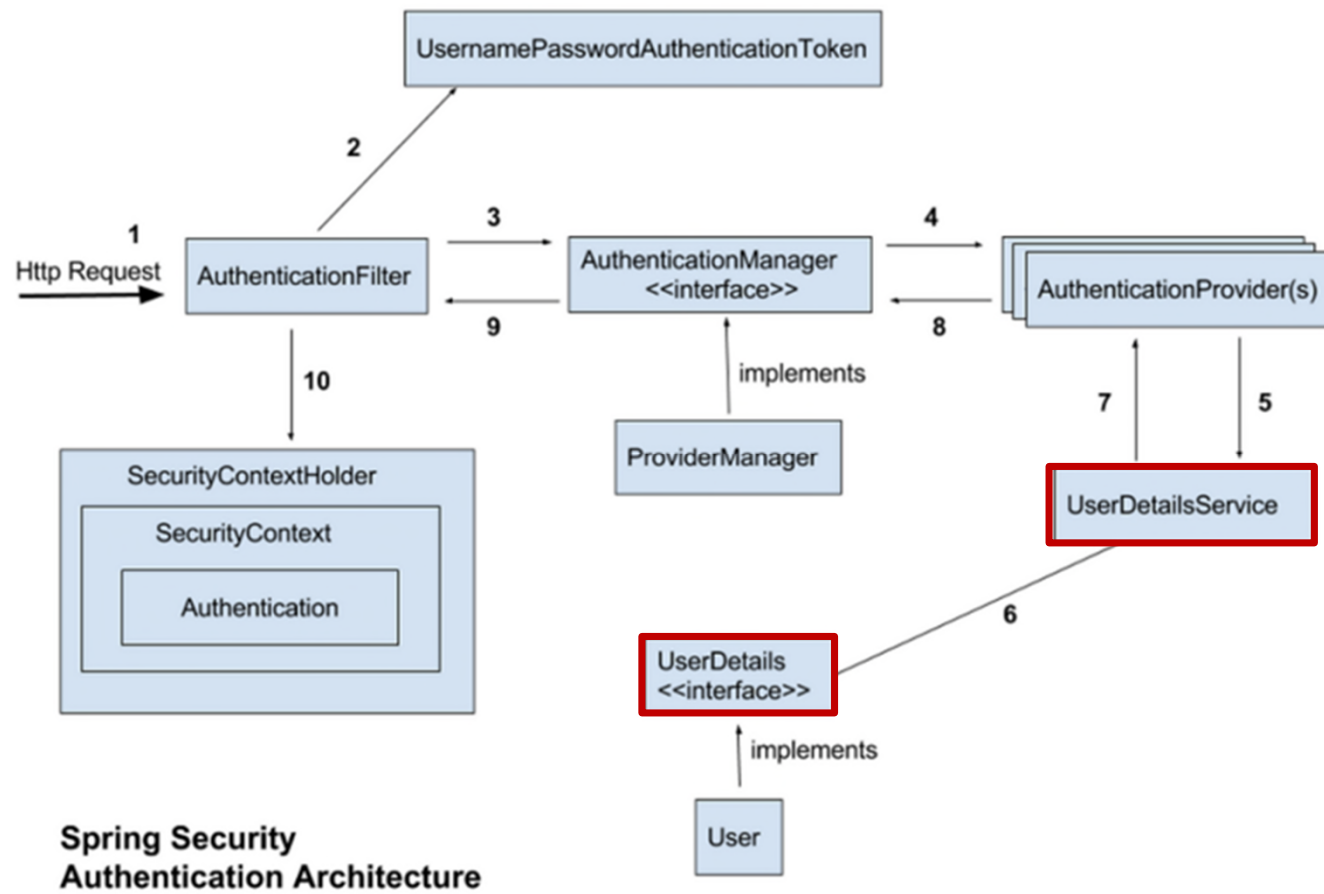 UsernamePasswordAuthenticationToken
2
1
3
4
Http Request
AuthenticationFilter
AuthenticationManager
<<interface>>
AuthenticationProvider(s)
9
8
10
implements
7
5
ProviderManager
SecurityContextHolder
SecurityContext
Authentication
UserDetailsService
6
UserDetails
<<interface>>
implements
User
Spring Security
Authentication Architecture